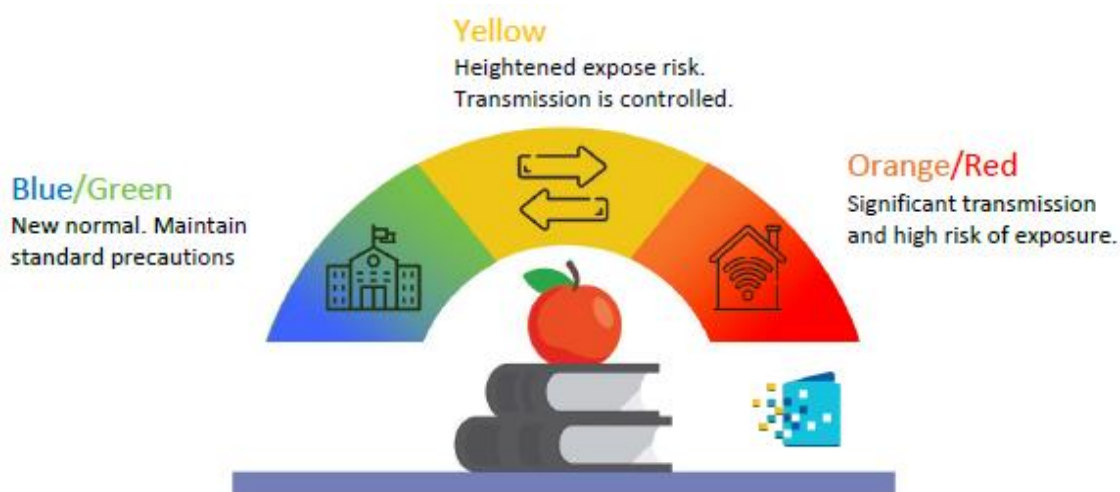 Yellow
Heightened expose risk.
Transmission is controlled.
Blue/Green
New normal. Maintain
standard precautions
Orange/Red
Significant transmission
and high risk of exposure.